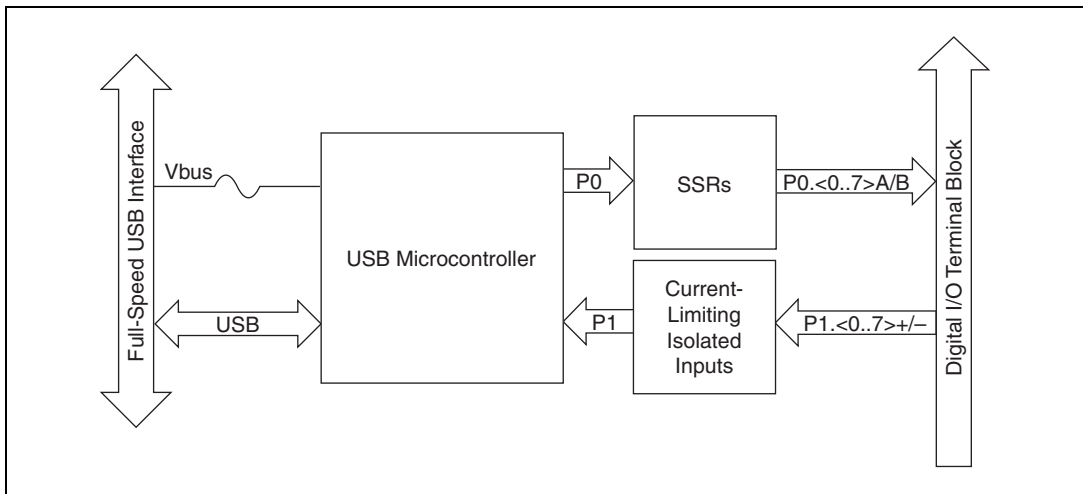 Full-Speed USB Interface
Vbus
USB
USB Microcontroller
P0
SSRs
P0.<0..7>A/B
P1
Current-
Limiting
Isolated
Inputs
P1.<0..7>+/–
Digital I/O Terminal Block